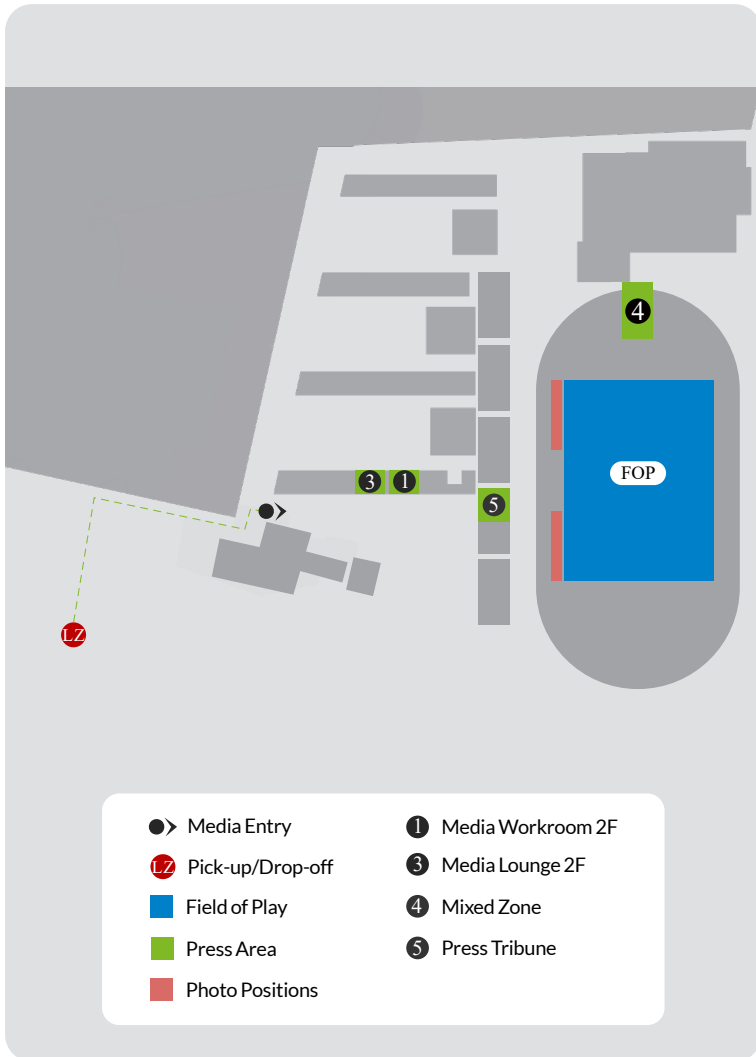 4
FOP
3
1
5
LZ
Media Entry
LZ Pick-up/Drop-off
Field of Play
Press Area
Photo Positions
1 Media Workroom 2F
3 Media Lounge 2F
4 Mixed Zone
5 Press Tribune